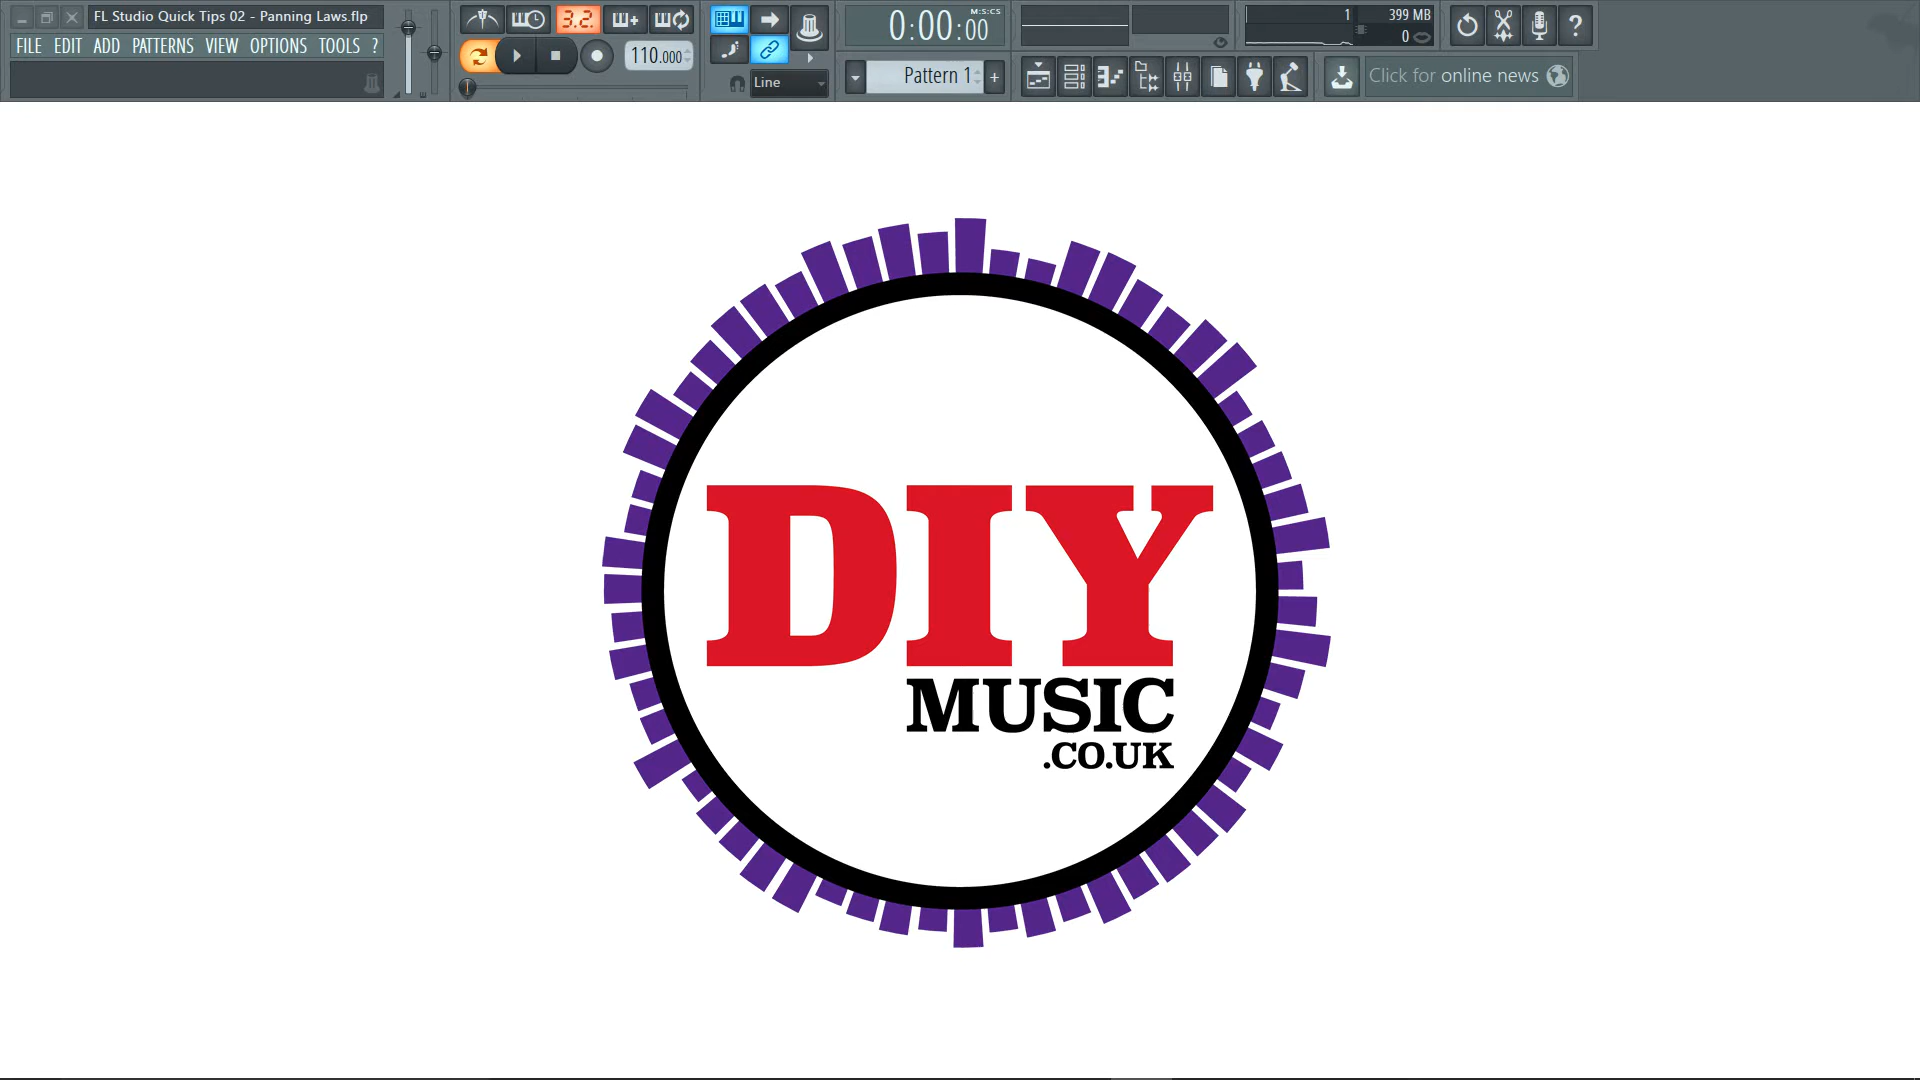 FL Studio Quick Tips 02 - Panning Laws.flp
FILE EDIT ADD PATTERNS VIEW OPTIONS TOOLS ?
3.2.
110.000
Line
M:S:CS
0:00:00
Pattern 1
+
1
399 MB
0
?
Click for online news
DIY
MUSIC
.CO.UK